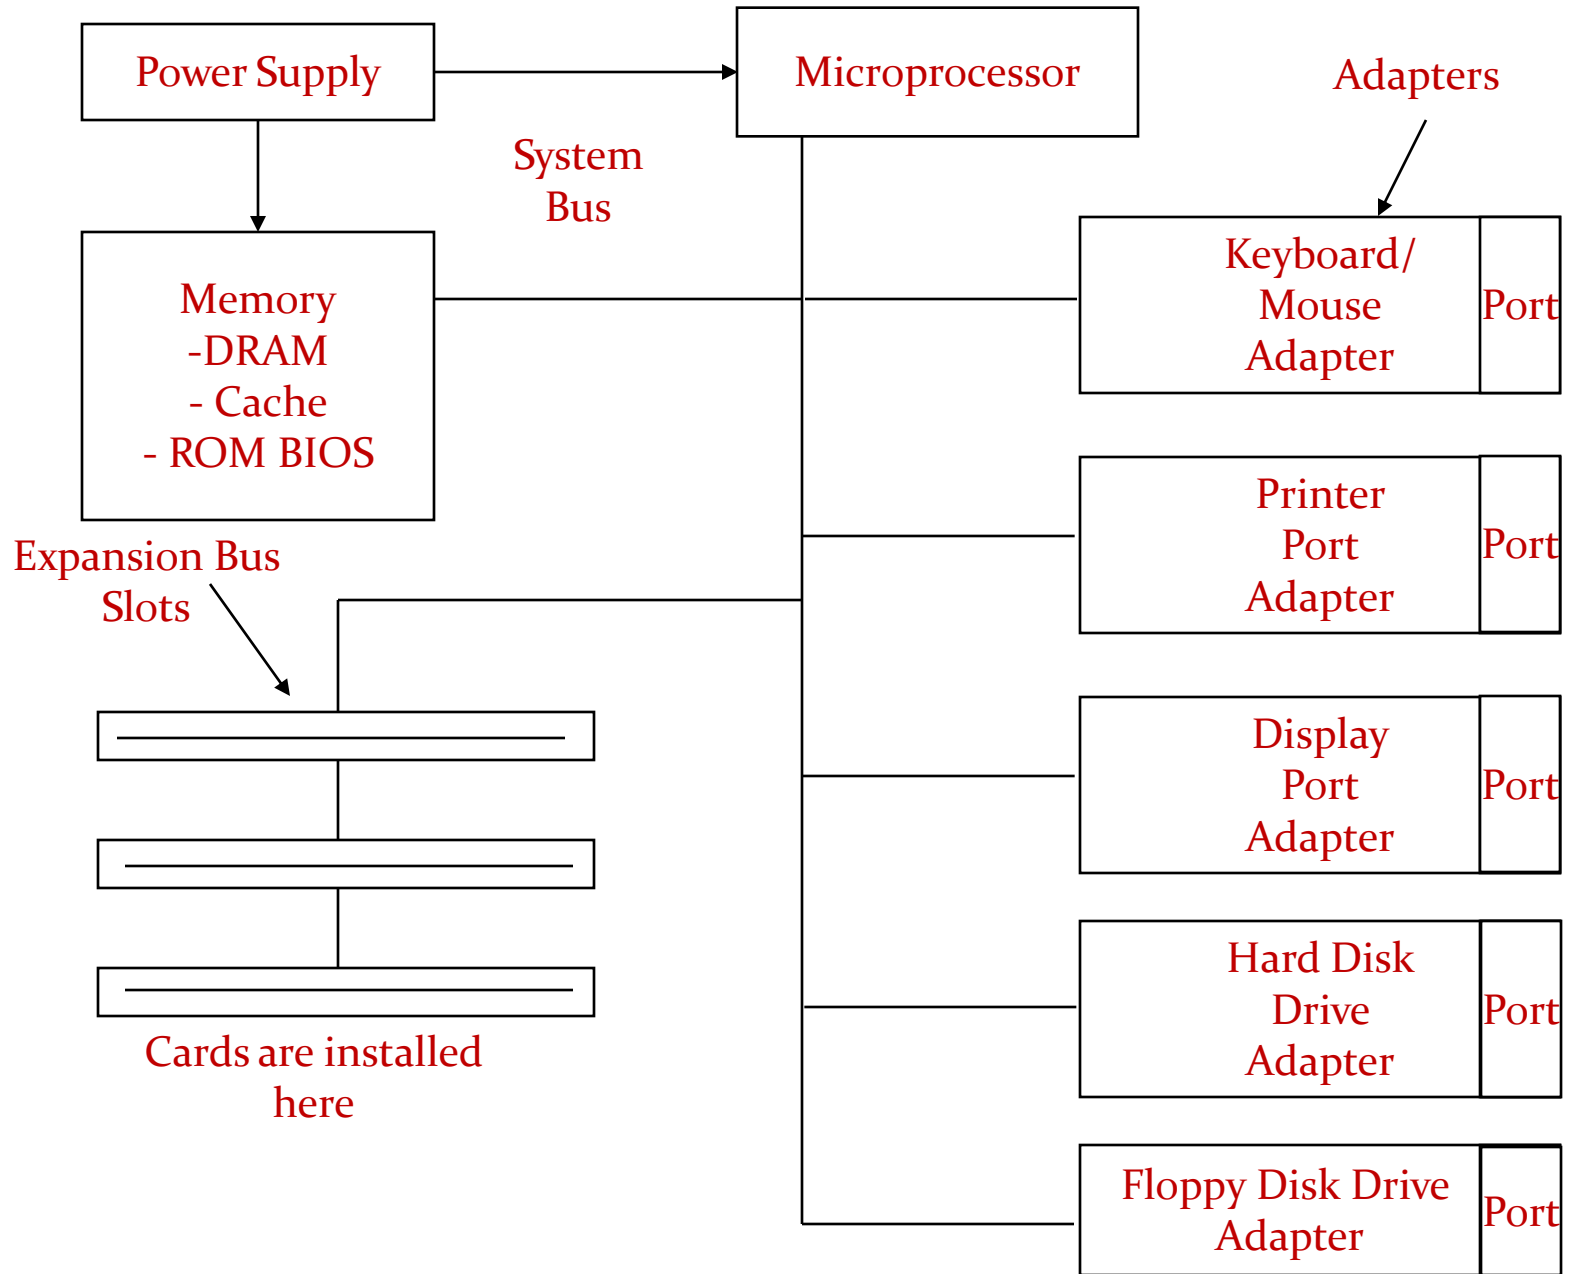 Power Supply
Microprocessor
Adapters
System
Bus
Memory
-DRAM
- Cache
- ROM BIOS
Keyboard/
Mouse
Adapter
Port
Printer
Port
Adapter
Port
Expansion Bus
Slots
Display
Port
Adapter
Port
Hard Disk
Drive
Adapter
Port
Cards are installed
here
Floppy Disk Drive
Adapter
Port